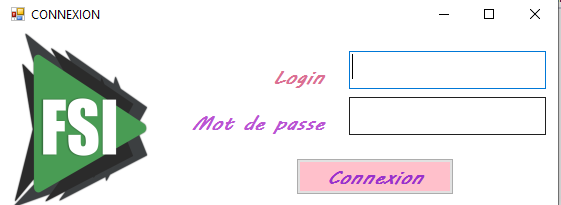 CONNEXION
FSI
Login
Mot de passe
Connexion